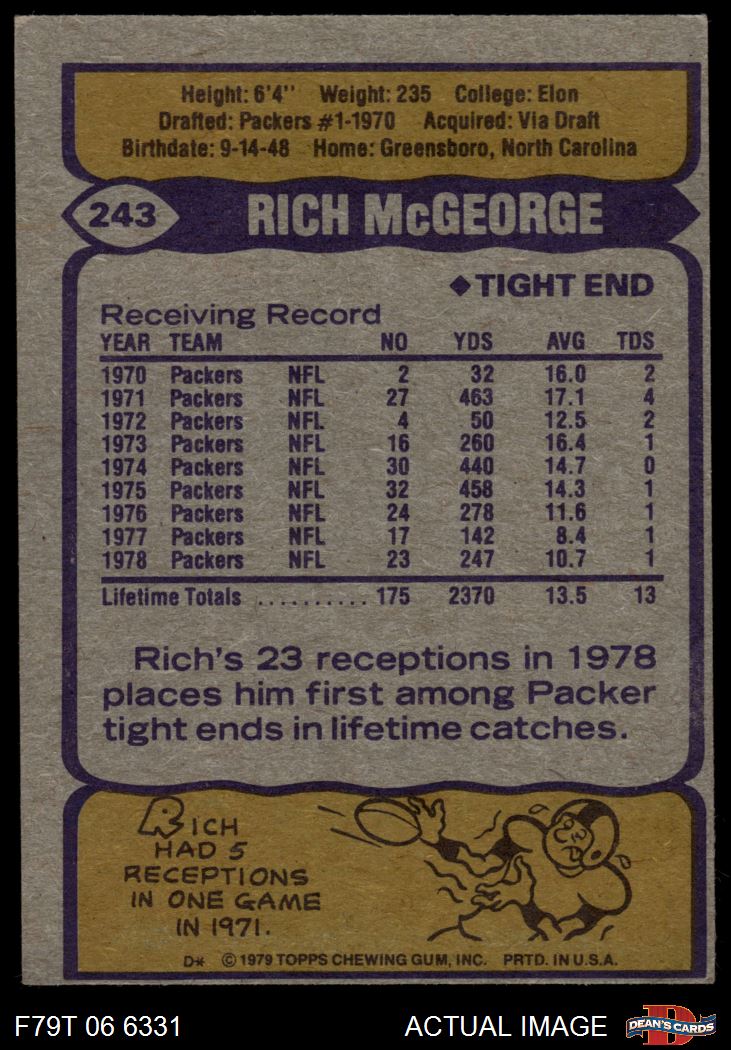 Height: 6'4" Weight: 235 College: Elon
Drafted: Packers #1-1970 Acquired: Via Draft
Birthdate: 9-14-48 Home: Greensboro, North Carolina
243 RICH McGEORGE
◆TIGHT END
Receiving Record
YEAR TEAM NO YDS AVG TDS
1970 Packers NFL 2 32 16.0 2
1971 Packers NFL 27 463 17.1 4
1972 Packers NFL 4 50 12.5 2
1973 Packers NFL 16 260 16.4 1
1974 Packers NFL 30 440 14.7 0
1975 Packers NFL 32 458 14.3 1
1976 Packers NFL 24 278 11.6 1
1977 Packers NFL 17 142 8.4 1
1978 Packers NFL 23 247 10.7 1
Lifetime Totals .......... 175 2370 13.5 13
Rich's 23 receptions in 1978
places him first among Packer
tight ends in lifetime catches.
RICH
HAD 5
RECEPTIONS
IN ONE GAME
IN 1971.
D* © 1979 TOPPS CHEWING GUM, INC. PRTD. IN U.S.A.
F79T 06 6331 ACTUAL IMAGE D DEAN'S CARDS